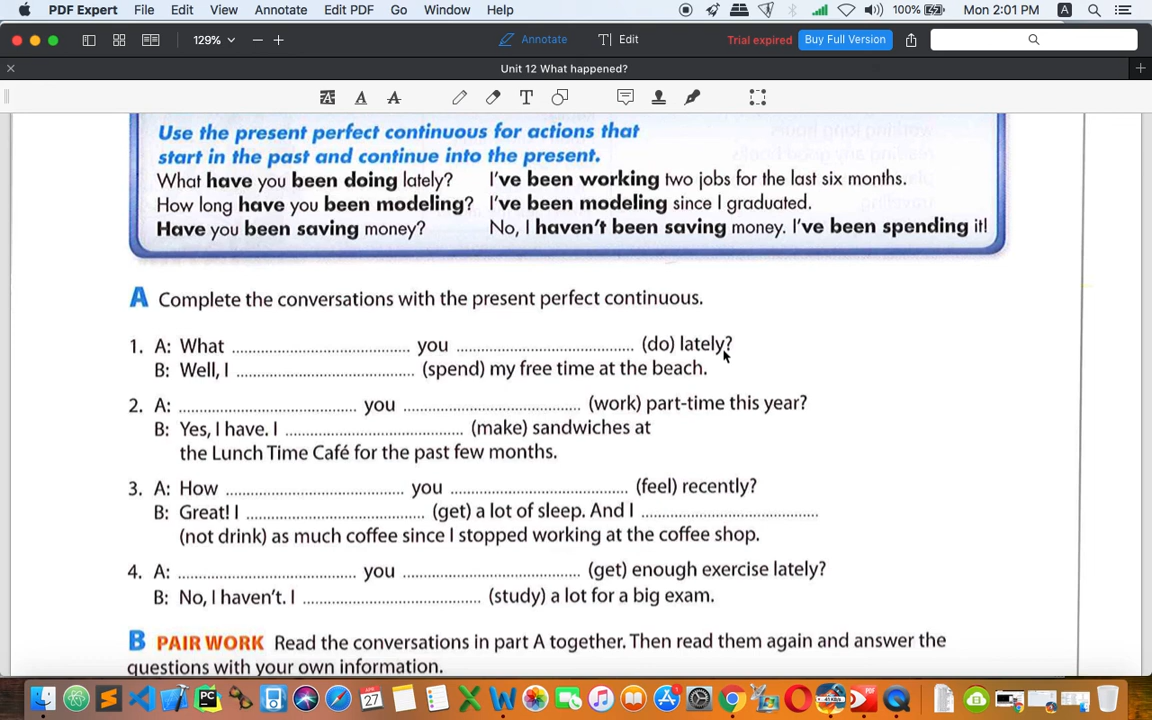 PDF Expert File Edit View Annotate Edit PDF Go Window Help 100% Mon 2:01 PM A
129% Annotate T Edit Trial expired Buy Full Version
Unit 12 What happened?
A A A T
Use the present perfect continuous for actions that
start in the past and continue into the present.
What have you been doing lately? I've been working two jobs for the last six months.
How long have you been modeling? I've been modeling since I graduated.
Have you been saving money? No, I haven't been saving money. I've been spending it!
A Complete the conversations with the present perfect continuous.
1. A: What ........................................ you ........................................ (do) lately?
B: Well, I ........................................ (spend) my free time at the beach.
2. A: ........................................ you ........................................ (work) part-time this year?
B: Yes, I have. I ........................................ (make) sandwiches at
the Lunch Time Café for the past few months.
3. A: How ........................................ you ........................................ (feel) recently?
B: Great! I ........................................ (get) a lot of sleep. And I ........................................
(not drink) as much coffee since I stopped working at the coffee shop.
4. A: ........................................ you ........................................ (get) enough exercise lately?
B: No, I haven't. I ........................................ (study) a lot for a big exam.
B PAIR WORK Read the conversations in part A together. Then read them again and answer the
questions with your own information.